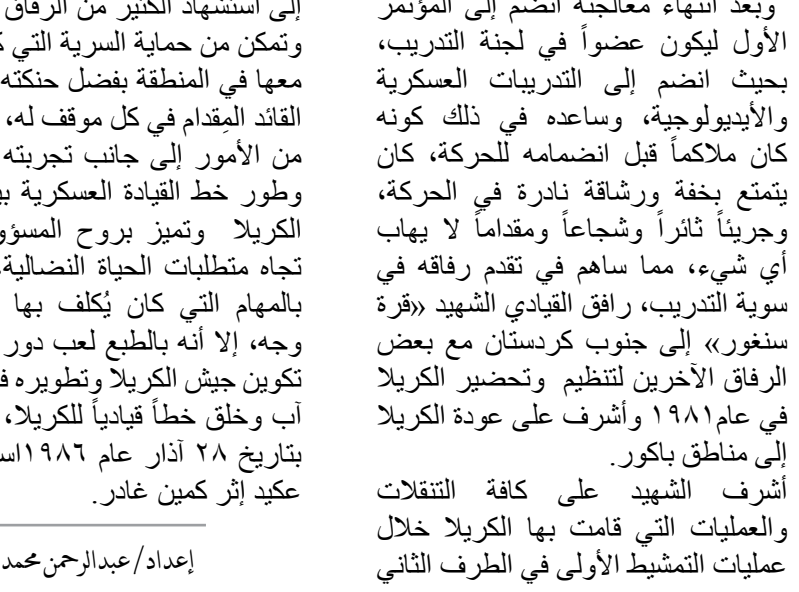 وبعد انتهاء معالجته انضم إلى المؤتمر
الأول ليكون عضواً في لجنة التدريب،
بحيث انضم إلى التدريبات العسكرية
والأيديولوجية، وساعده في ذلك كونه
كان ملاكماً قبل انضمامه للحركة، كان
يتمتع بخفة ورشاقة نادرة في الحركة،
وجريئاً ثائراً وشجاعاً ومقداماً لا يهاب
أي شيء، مما ساهم في تقدم رفاقه في
سوية التدريب، رافق القيادي الشهيد «قرة
سنغور» إلى جنوب كردستان مع بعض
الرفاق الآخرين لتنظيم وتحضير الكريلا
في عام١٩٨١ وأشرف على عودة الكريلا
إلى مناطق باكور.
أشرف الشهيد على كافة التنقلات
والعمليات التي قامت بها الكريلا خلال
عمليات التمشيط الأولى في الطرف الثاني
إلى استشهاد الكثير من الرفاق
وتمكن من حماية السرية التي
معها في المنطقة بفضل حنكته
القائد المِقدام في كل موقف له،
من الأمور إلى جانب تجربته
وطور خط القيادة العسكرية
الكريلا وتميز بروح
تجاه متطلبات الحياة النضالية
بالمهام التي كان يُكلف بها
وجه، إلا أنه بالطبع لعب دور
تكوين جيش الكريلا وتطويره
آب وخلق خطاً قيادياً للكريلا،
بتاريخ ٢٨ آذار عام ١٩٨٦
عكيد إثر كمين غادر.
إعداد/عبدالرحمن محمد